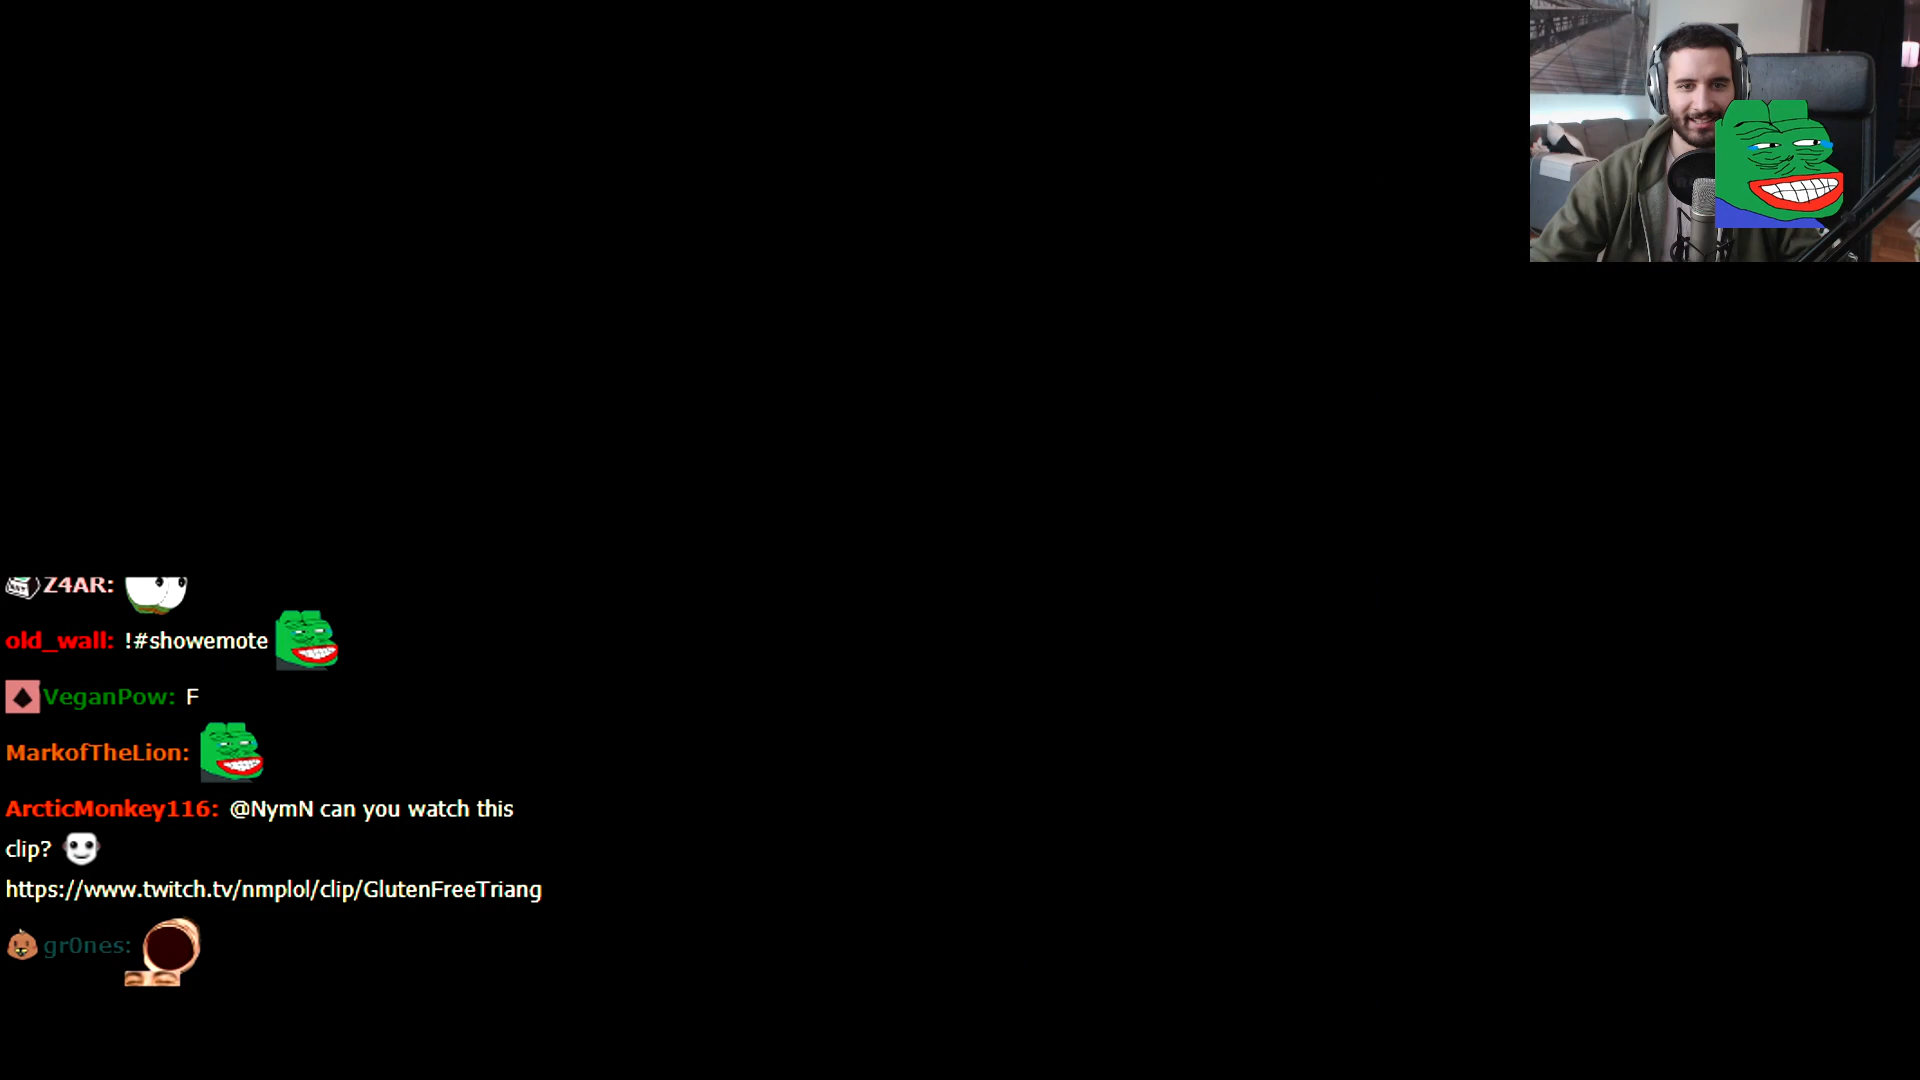 Z4AR:
old_wall: !#showemote
VeganPow: F
MarkofTheLion:
ArcticMonkey116: @NymN can you watch this
clip?
https://www.twitch.tv/nmplol/clip/GlutenFreeTriang
gr0nes: